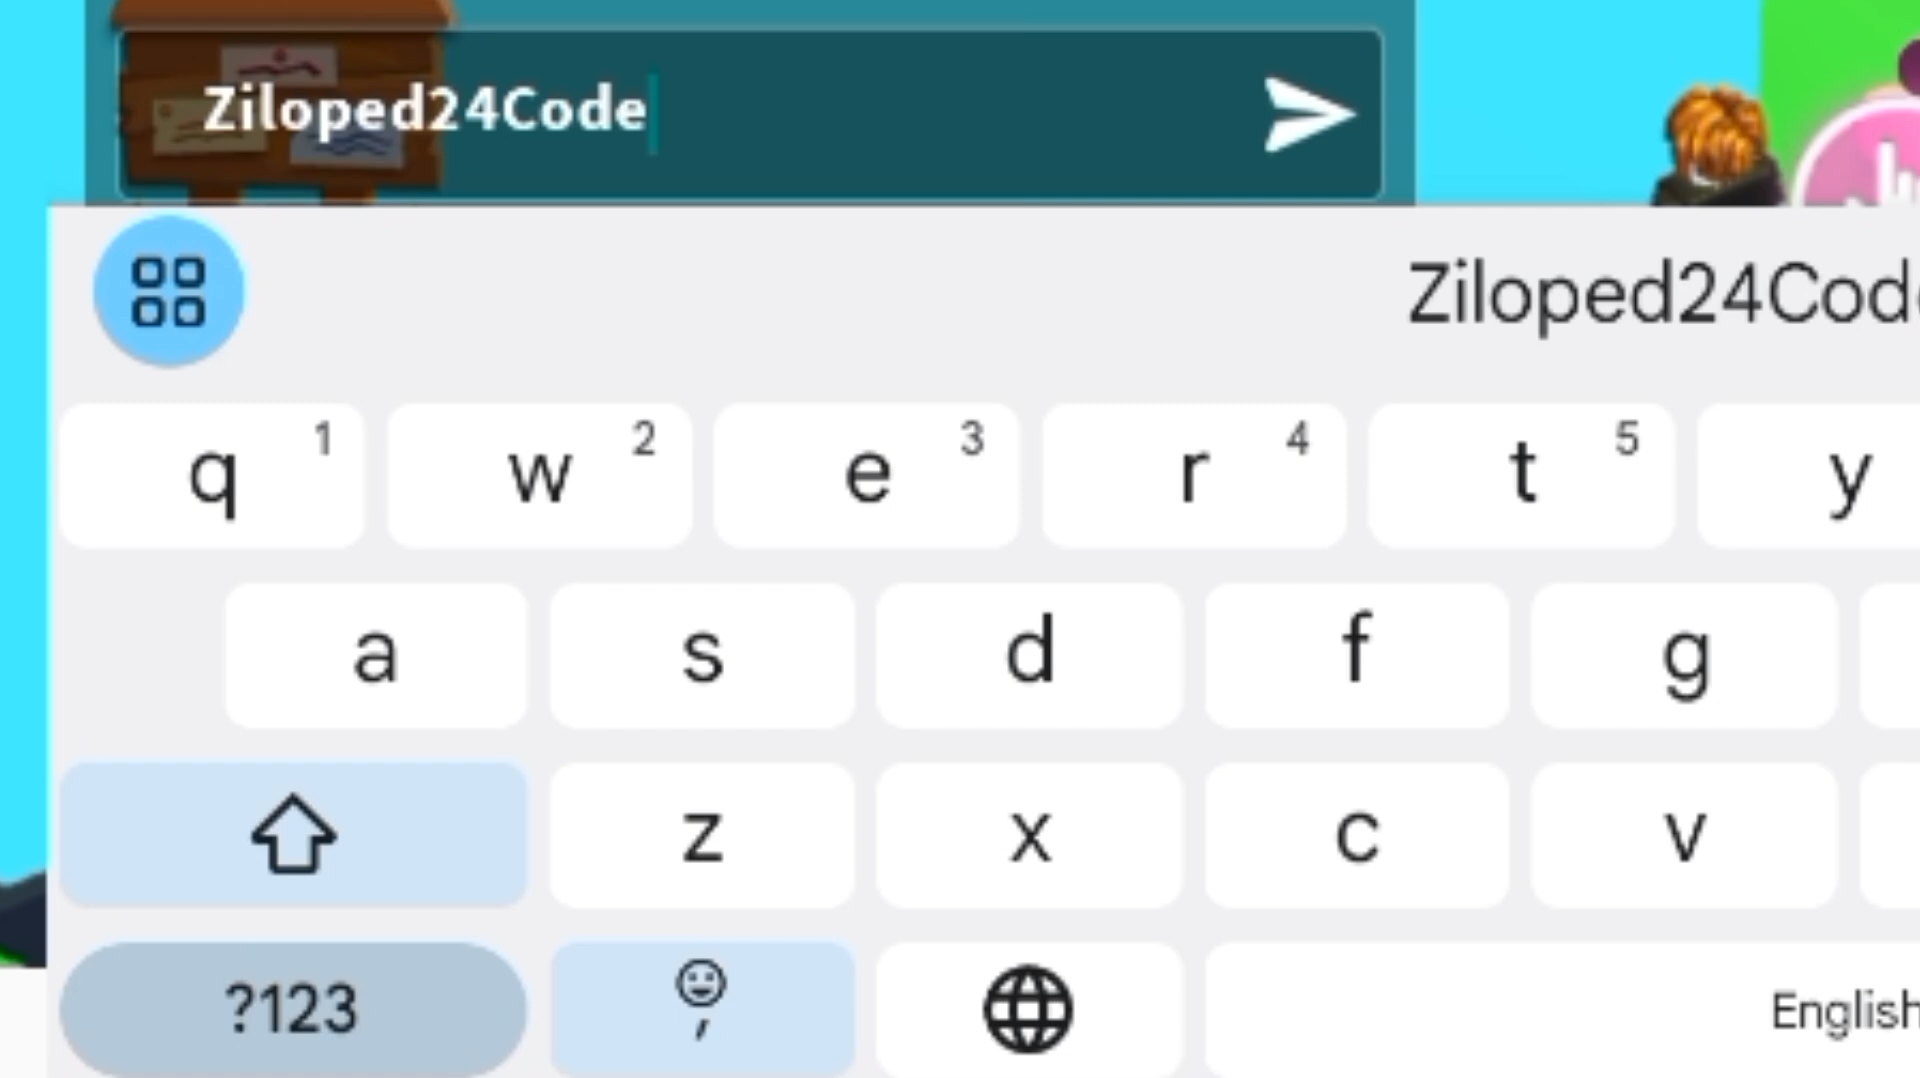 Ziloped24Code
Ziloped24Cod
q 1 w 2 e 3 r 4 t 5 y
a s d f g
z x c v
?123 , English